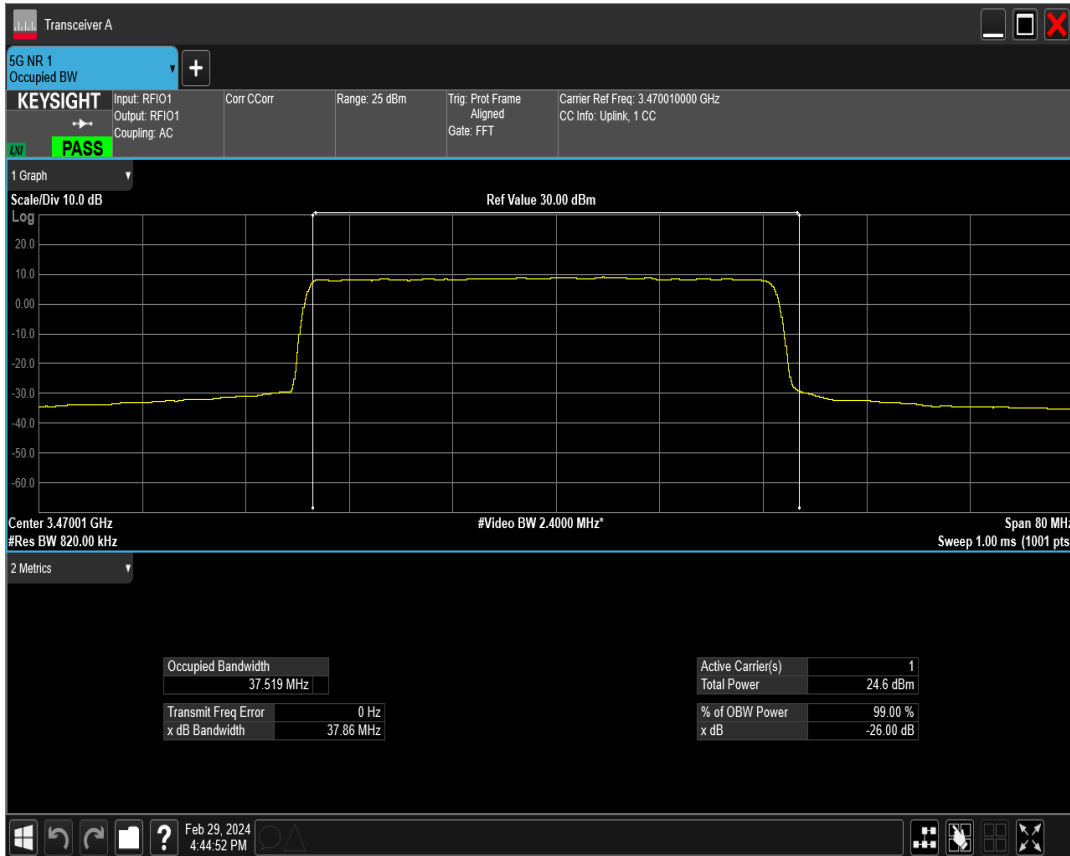 Transceiver A
5G NR 1
Occupied BW
KEYSIGHT
LXI
PASS
Input: RFIO1
Output: RFIO1
Coupling: AC
Corr CCorr
Range: 25 dBm
Trig: Prot Frame
Aligned
Gate: FFT
Carrier Ref Freq: 3.470010000 GHz
CC Info: Uplink, 1 CC
1 Graph
Scale/Div 10.0 dB
Ref Value 30.00 dBm
Log
20.0
10.0
0.00
-10.0
-20.0
-30.0
-40.0
-50.0
-60.0
Center 3.47001 GHz
#Video BW 2.4000 MHz*
Span 80 MHz
#Res BW 820.00 kHz
Sweep 1.00 ms (1001 pts
2 Metrics
Occupied Bandwidth
37.519 MHz
Transmit Freq Error 0 Hz
x dB Bandwidth 37.86 MHz
Active Carrier(s) 1
Total Power 24.6 dBm
% of OBW Power 99.00 %
x dB -26.00 dB
?
Feb 29, 2024
4:44:52 PM